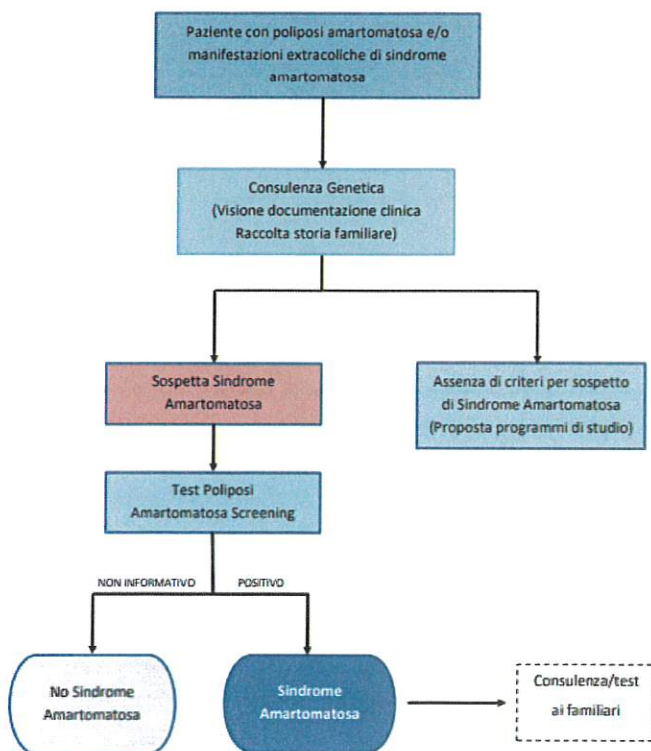 Paziente con poliposi amartomatosa e/o
manifestazioni extracoliche di sindrome
amartomatosa
Consulenza Genetica
(Visione documentazione clinica
Raccolta storia familiare)
Sospetta Sindrome
Amartomatosa
Assenza di criteri per sospetto
di Sindrome Amartomatosa
(Proposta programmi di studio)
Test Poliposi
Amartomatosa Screening
NON INFORMATIVO
POSITIVO
No Sindrome
Amartomatosa
Sindrome
Amartomatosa
Consulenza/test
ai familiari